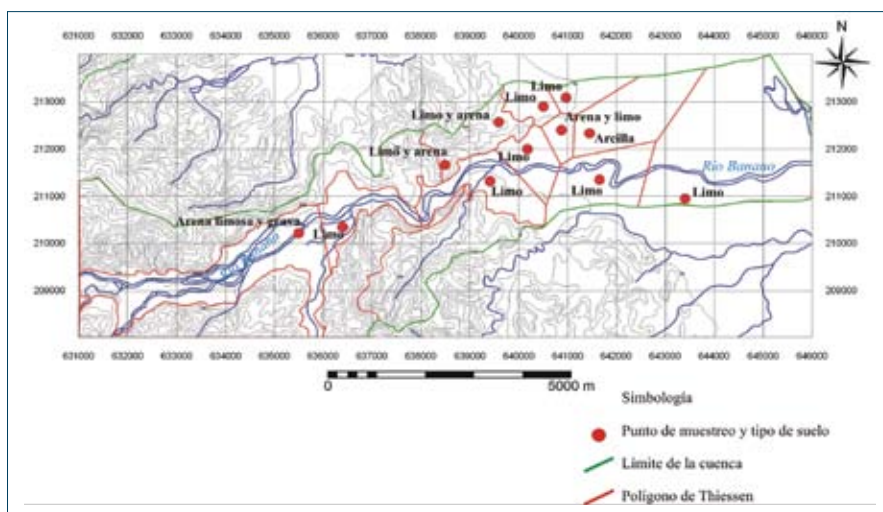 N
631000 632000 633000 634000 635000 636000 637000 638000 639000 640000 641000 642000 643000 644000 645000 646000
213000 213000
Limo
Limo
Limo y arena
Arena y limo
Arcilla
212000 212000
Limo y arena
Limo
Río Banano
211000 211000
Limo
Limo
Limo
Arena limosa y grava
Limo
210000 210000
Río Banano
209000 209000
631000 632000 633000 634000 635000 636000 637000 638000 639000 640000 641000 642000 643000 644000 645000 646000
0 5000 m
Simbología
Punto de muestreo y tipo de suelo
Límite de la cuenca
Polígono de Thiessen